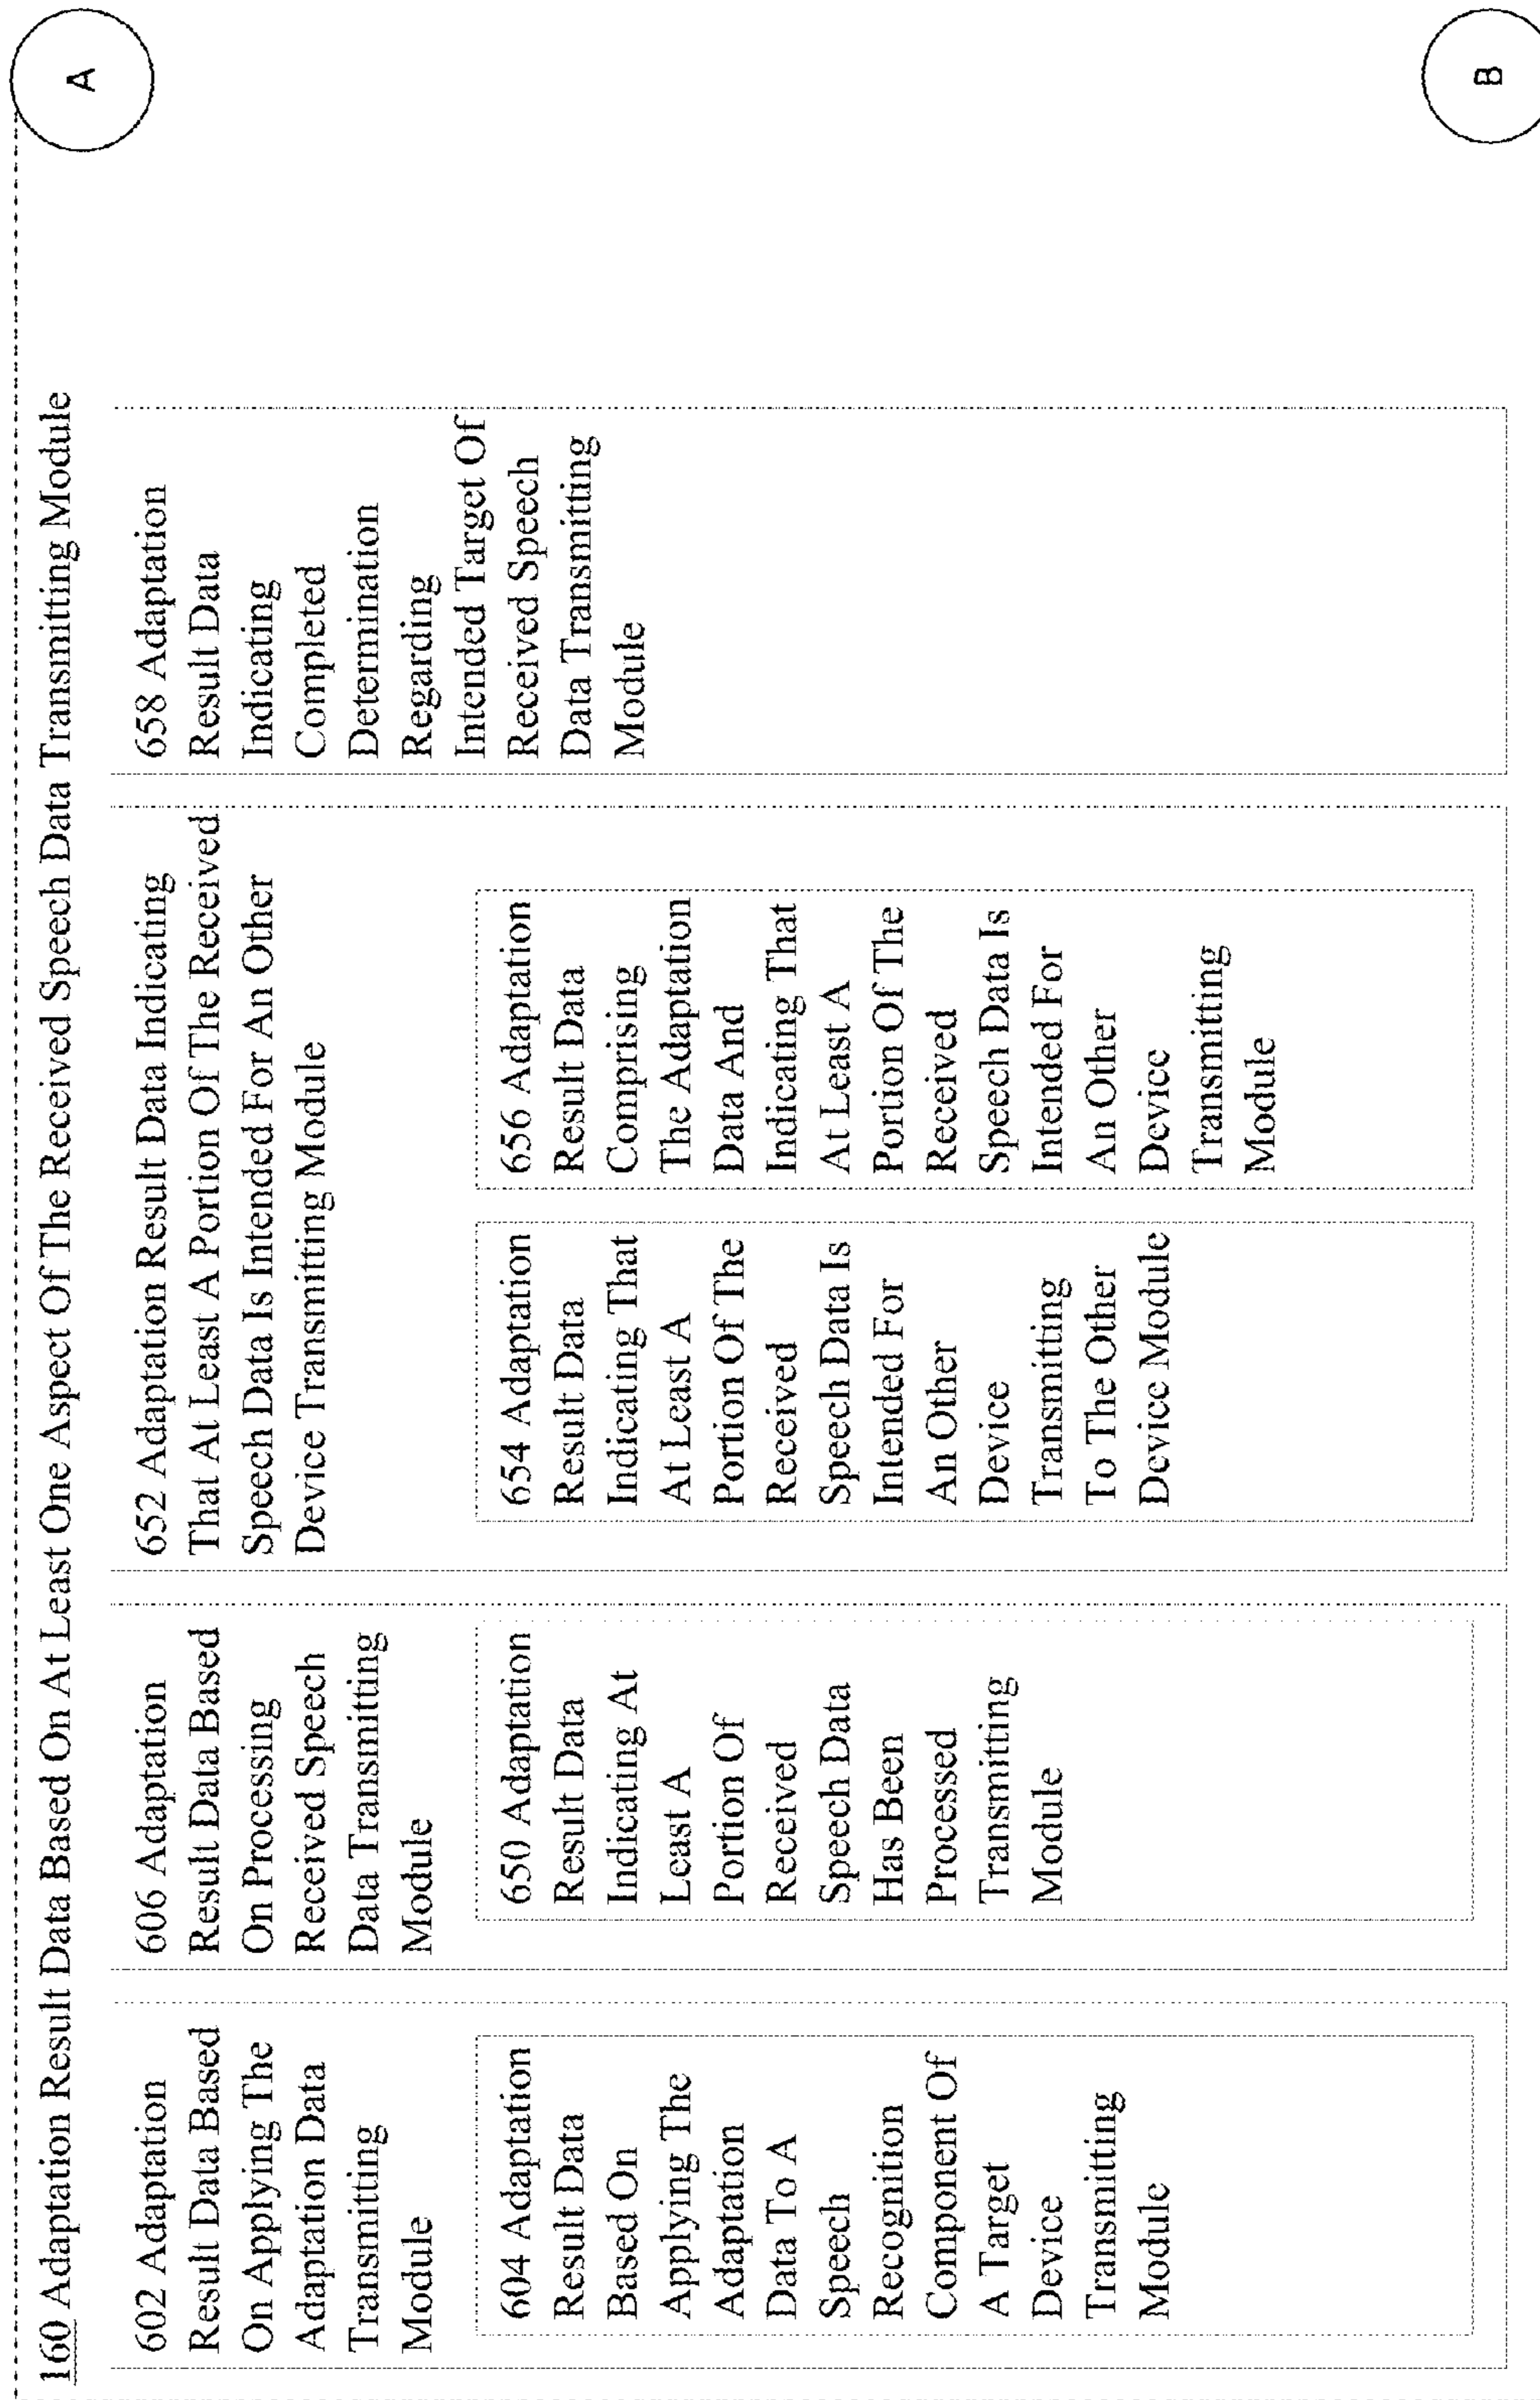 160 Adaptation Result Data Based On At Least One Aspect Of The Received Speech Data Transmitting Module
602 Adaptation
Result Data Based
On Applying The
Adaptation Data
Transmitting
Module
604 Adaptation
Result Data
Based On
Applying The
Adaptation
Data To A
Speech
Recognition
Component Of
A Target
Device
Transmitting
Module
606 Adaptation
Result Data Based
On Processing
Received Speech
Data Transmitting
Module
650 Adaptation
Result Data
Indicating At
Least A
Portion Of
Received
Speech Data
Has Been
Processed
Transmitting
Module
652 Adaptation Result Data Indicating
That At Least A Portion Of The Received
Speech Data Is Intended For An Other
Device Transmitting Module
654 Adaptation
Result Data
Indicating That
At Least A
Portion Of The
Received
Speech Data Is
Intended For
An Other
Device
Transmitting
To The Other
Device Module
656 Adaptation
Result Data
Comprising
The Adaptation
Data And
Indicating That
At Least A
Portion Of The
Received
Speech Data Is
Intended For
An Other
Device
Transmitting
Module
658 Adaptation
Result Data
Indicating
Completed
Determination
Regarding
Intended Target Of
Received Speech
Data Transmitting
Module
A
B